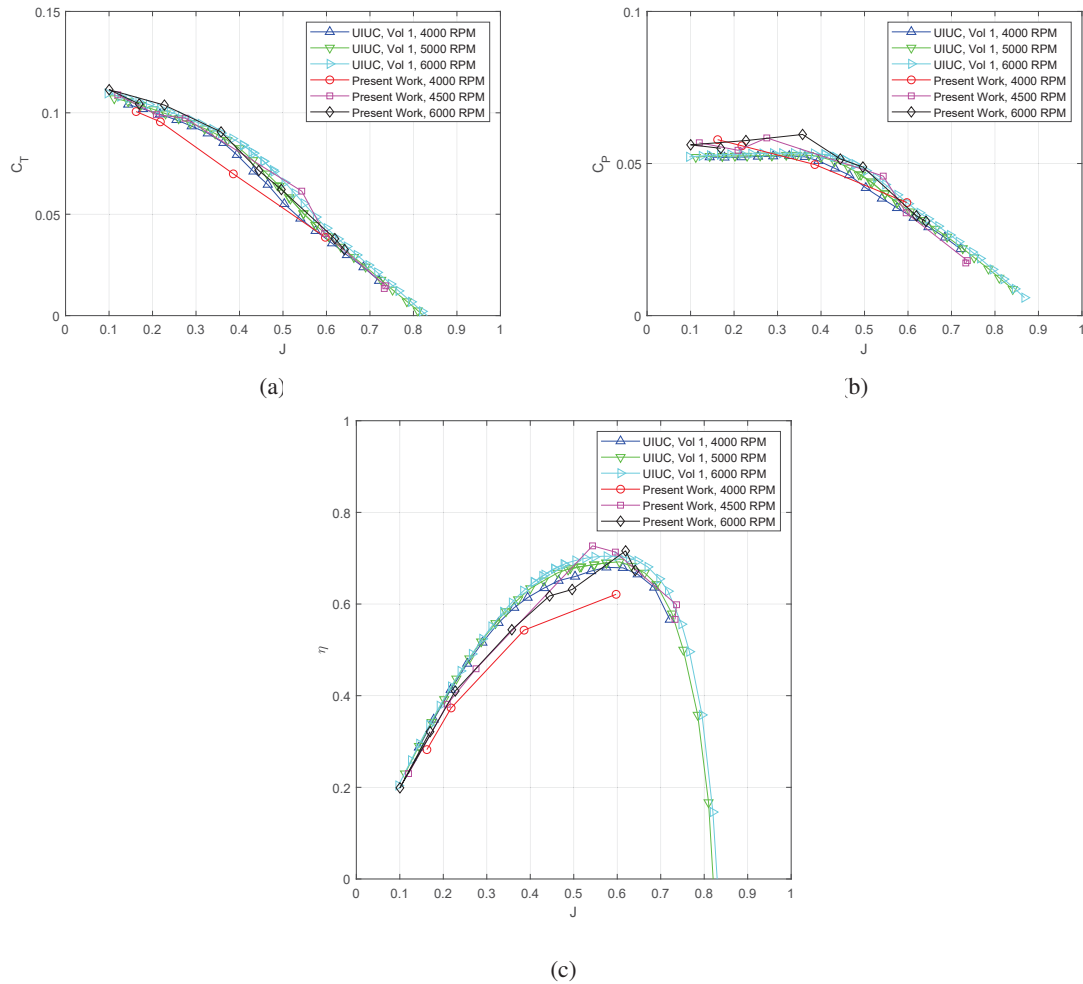 0.15
0.1
0.05
0
C_T
UIUC, Vol 1, 4000 RPM
UIUC, Vol 1, 5000 RPM
UIUC, Vol 1, 6000 RPM
Present Work, 4000 RPM
Present Work, 4500 RPM
Present Work, 6000 RPM
0 0.1 0.2 0.3 0.4 0.5 0.6 0.7 0.8 0.9 1
J
(a)
0.1
0.05
0
C_P
UIUC, Vol 1, 4000 RPM
UIUC, Vol 1, 5000 RPM
UIUC, Vol 1, 6000 RPM
Present Work, 4000 RPM
Present Work, 4500 RPM
Present Work, 6000 RPM
0 0.1 0.2 0.3 0.4 0.5 0.6 0.7 0.8 0.9 1
J
(b)
1
0.8
0.6
0.4
0.2
0
η
UIUC, Vol 1, 4000 RPM
UIUC, Vol 1, 5000 RPM
UIUC, Vol 1, 6000 RPM
Present Work, 4000 RPM
Present Work, 4500 RPM
Present Work, 6000 RPM
0 0.1 0.2 0.3 0.4 0.5 0.6 0.7 0.8 0.9 1
J
(c)